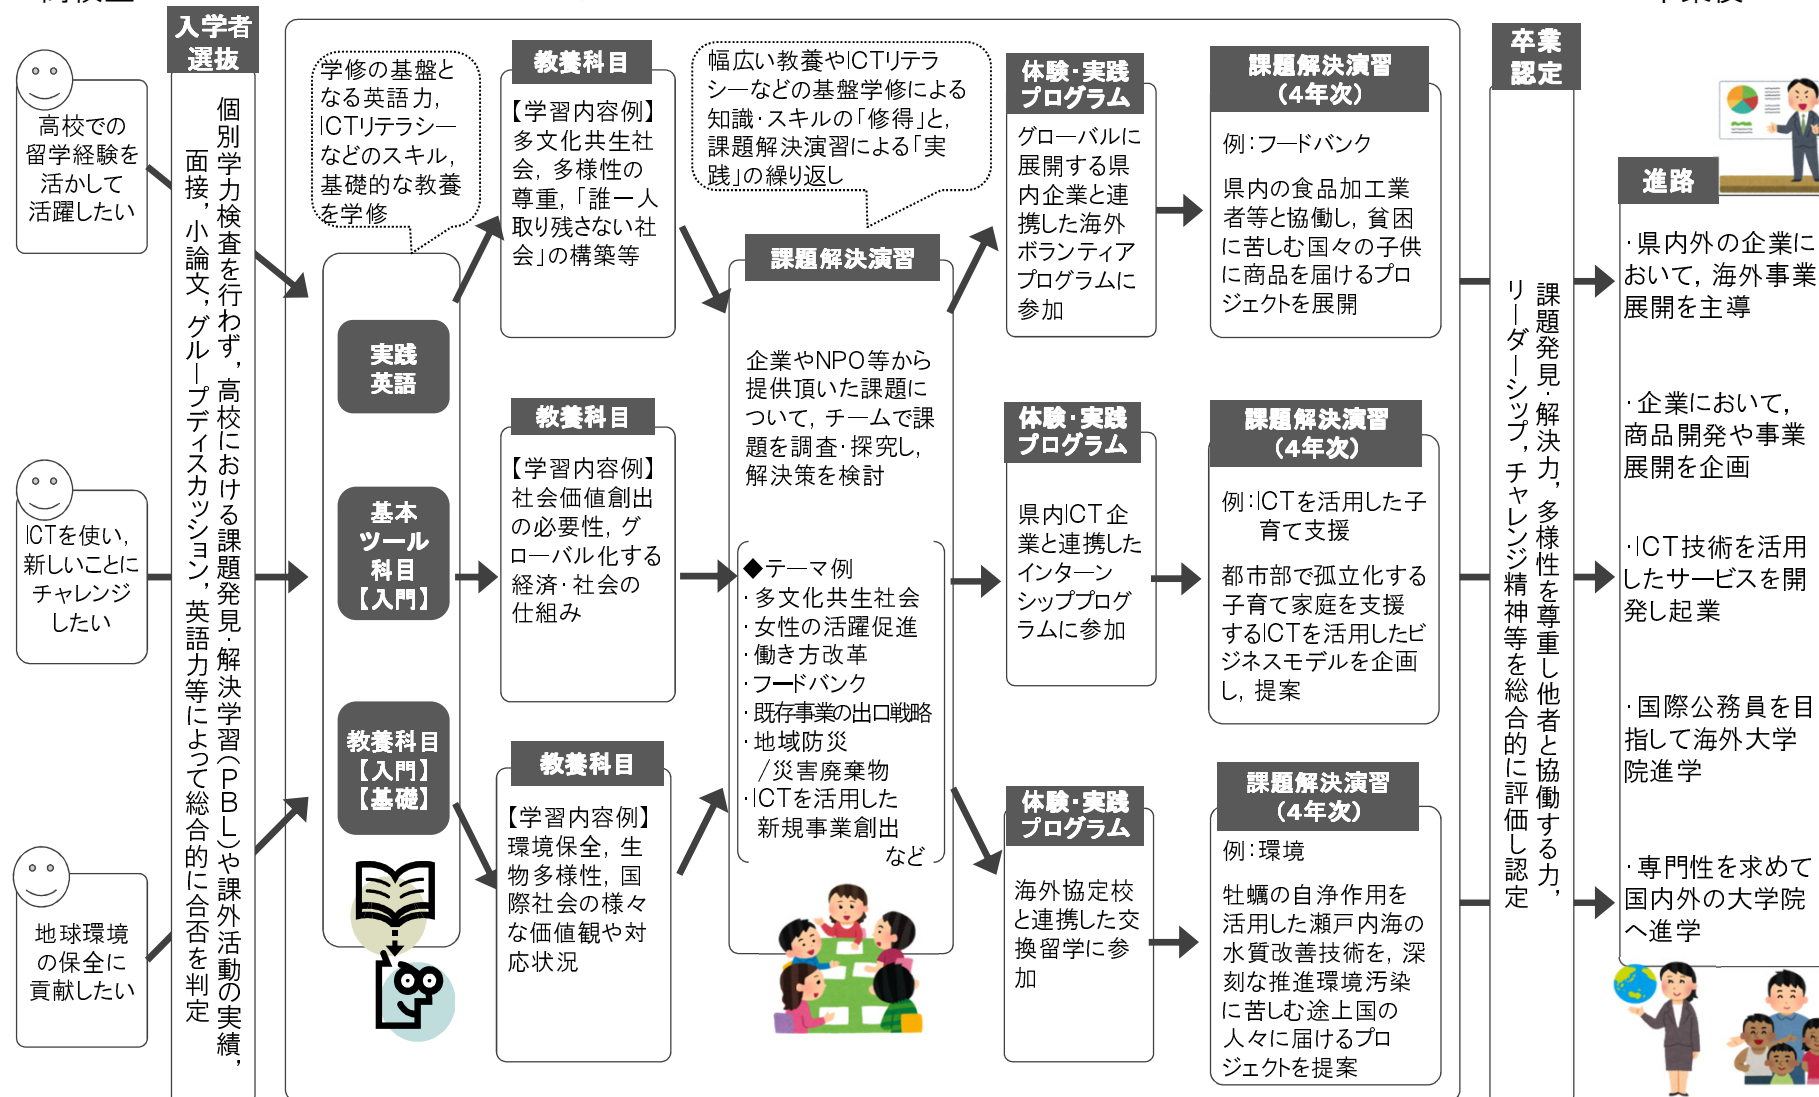 入学者
選抜
個別学力検査を行わず，高校における課題発見・解決学習（ＰＢＬ）や課外活動の実績，
面接，小論文，グループディスカッション，英語力等によって総合的に合否を判定
高校での
留学経験を
活かして
活躍したい
ICTを使い，
新しいことに
チャレンジ
したい
地球環境
の保全に
貢献したい
学修の基盤と
なる英語力，
ICTリテラシー
などのスキル，
基礎的な教養
を学修
実践
英語
基本
ツール
科目
【入門】
教養科目
【入門】
【基礎】
教養科目
【学習内容例】
多文化共生社
会，多様性の
尊重，「誰一人
取り残さない社
会」の構築等
教養科目
【学習内容例】
社会価値創出
の必要性，グ
ローバル化する
経済・社会の
仕組み
教養科目
【学習内容例】
環境保全，生
物多様性，国
際社会の様々
な価値観や対
応状況
幅広い教養やICTリテラ
シーなどの基盤学修による
知識・スキルの「修得」と，
課題解決演習による「実
践」の繰り返し
課題解決演習
企業やNPO等から
提供頂いた課題に
ついて，チームで課
題を調査・探究し，
解決策を検討
◆テーマ例
・多文化共生社会
・女性の活躍促進
・働き方改革
・フードバンク
・既存事業の出口戦略
・地域防災
/災害廃棄物
・ICTを活用した
新規事業創出
など
体験・実践
プログラム
グローバルに
展開する県
内企業と連
携した海外
ボランティア
プログラムに
参加
体験・実践
プログラム
県内ICT企
業と連携した
インターン
シッププログ
ラムに参加
体験・実践
プログラム
海外協定校
と連携した交
換留学に参
加
課題解決演習
（4年次）
例：フードバンク
県内の食品加工業
者等と協働し，貧困
に苦しむ国々の子供
に商品を届けるプロ
ジェクトを展開
課題解決演習
（4年次）
例：ICTを活用した子
育て支援
都市部で孤立化する
子育て家庭を支援
するICTを活用したビ
ジネスモデルを企画
し，提案
課題解決演習
（4年次）
例：環境
牡蠣の自浄作用を
活用した瀬戸内海の
水質改善技術を，深
刻な推進環境汚染
に苦しむ途上国の
人々に届けるプロ
ジェクトを提案
卒業
認定
課題発見・解決力，多様性を尊重し他者と協働する力，
リーダーシップ，チャレンジ精神等を総合的に評価し認定
進路
・県内外の企業に
おいて，海外事業
展開を主導
・企業において，
商品開発や事業
展開を企画
・ICT技術を活用
したサービスを開
発し起業
・国際公務員を目
指して海外大学
院進学
・専門性を求めて
国内外の大学院
へ進学